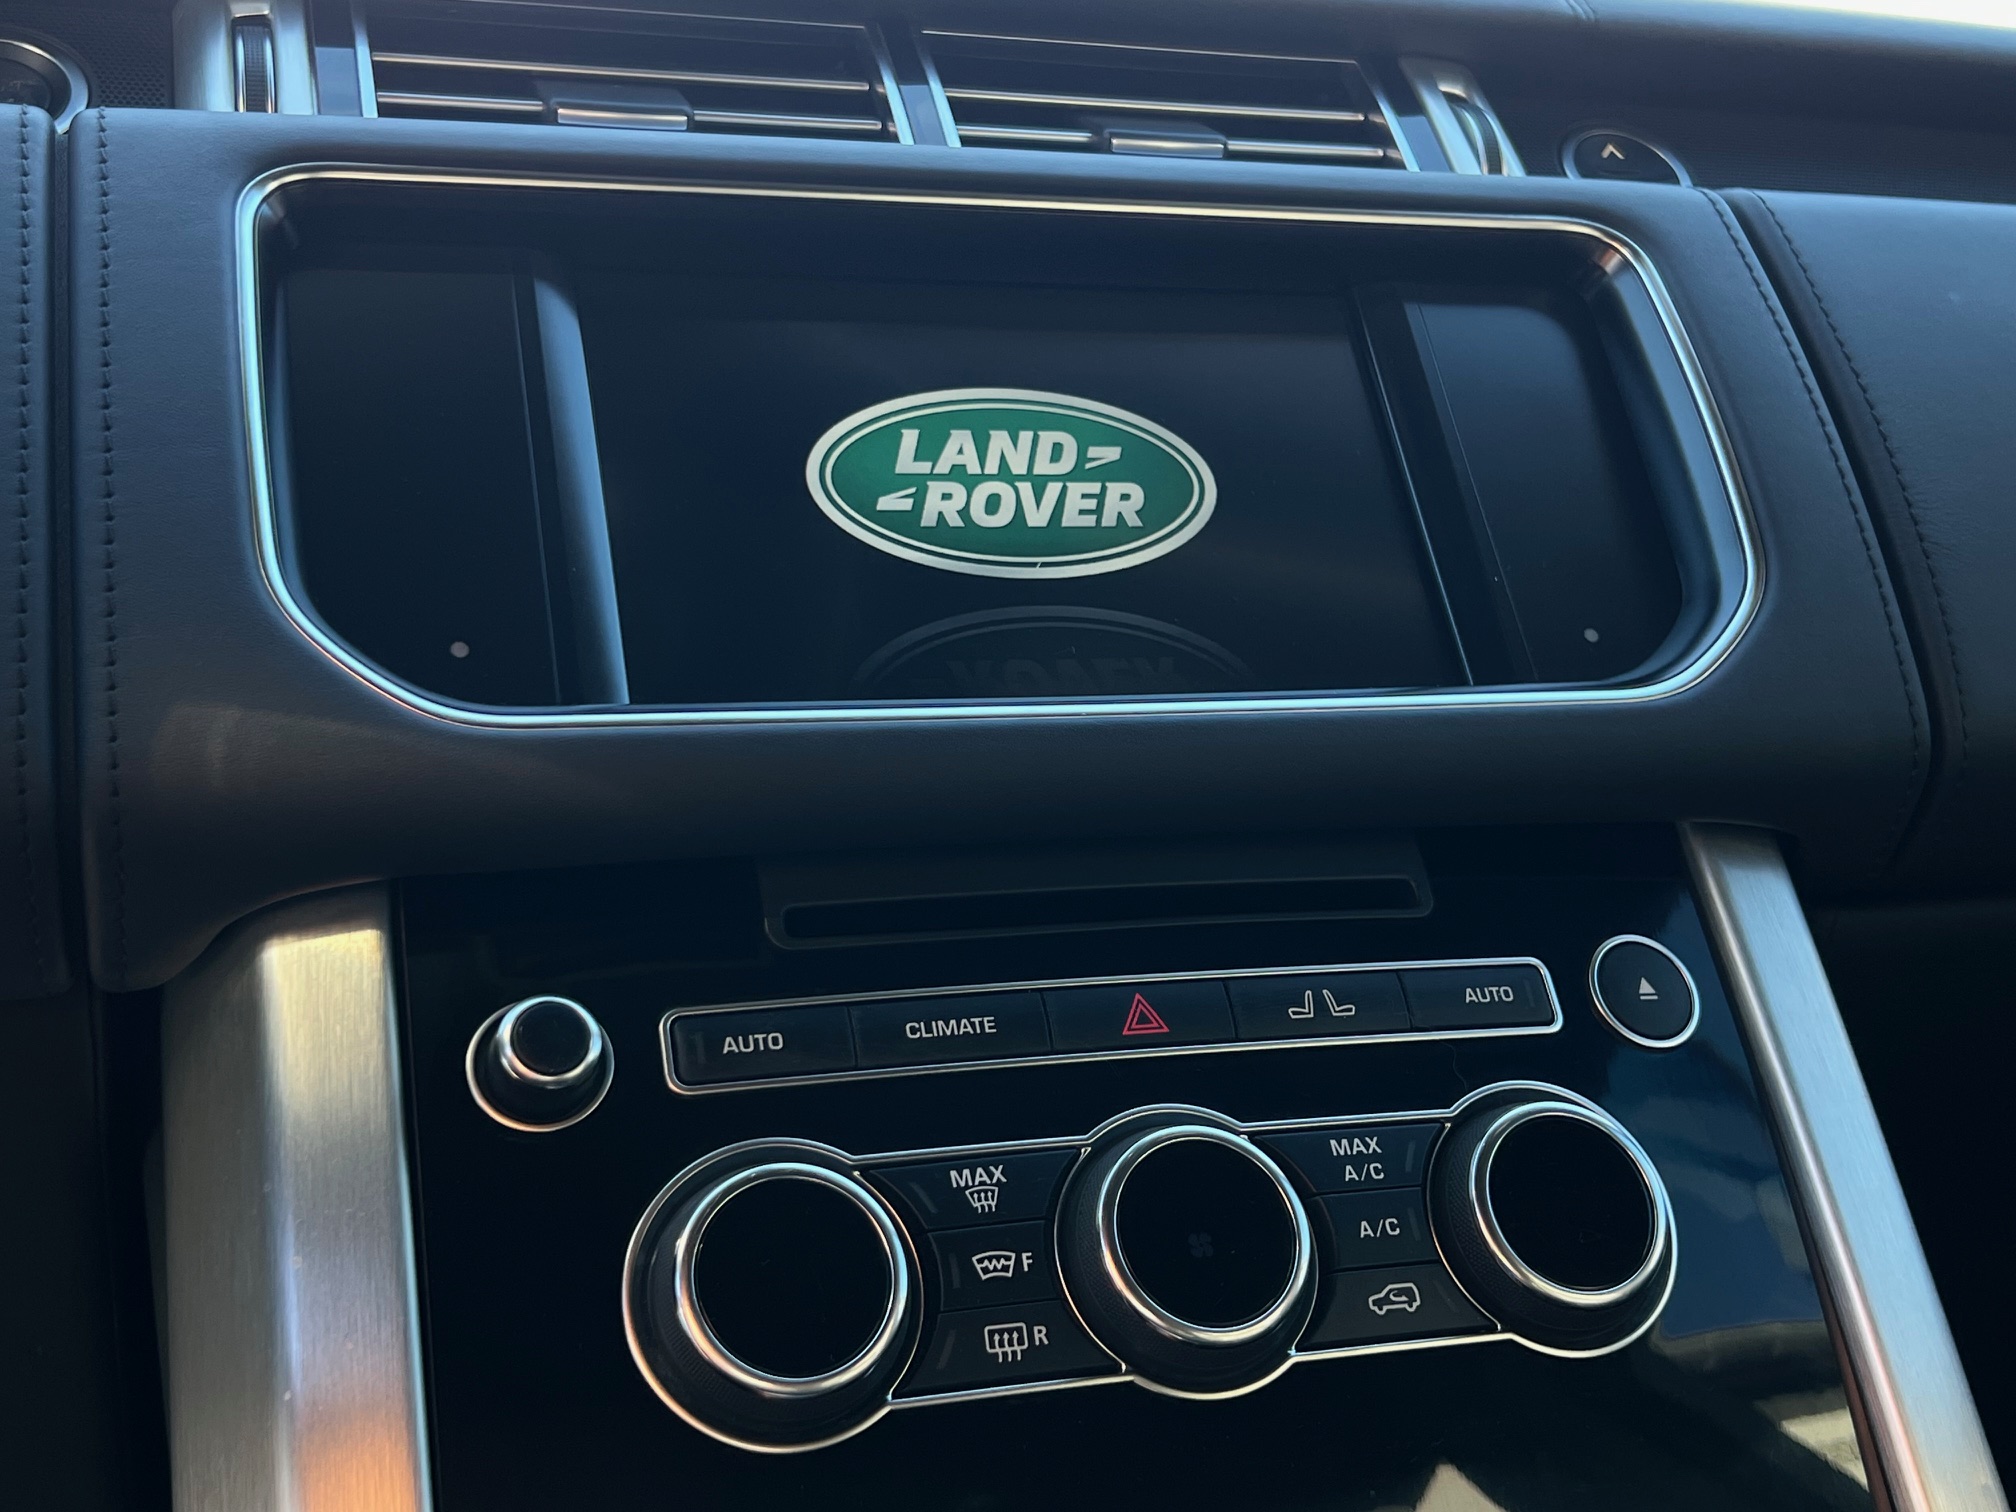 LAND
ROVER
AUTO
CLIMATE
AUTO
MAX
F
R
MAX
A/C
A/C